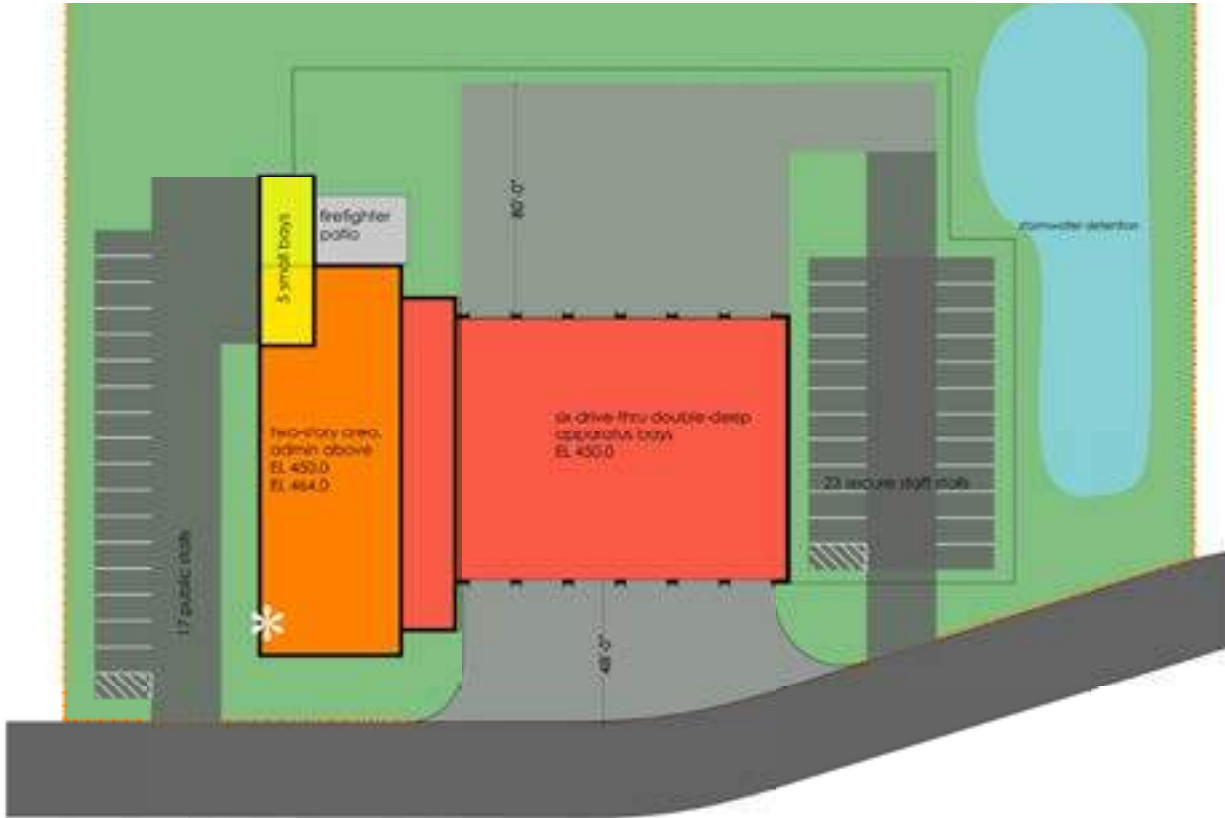 80'-0"
firefighter
patio
5 small bays
stormwater detention
two-story area,
admin above
EL 450.0
EL 464.0
six drive-thru double-deep
apparatus bays
EL 450.0
23 secure staff stalls
17 public stalls
48'-0"